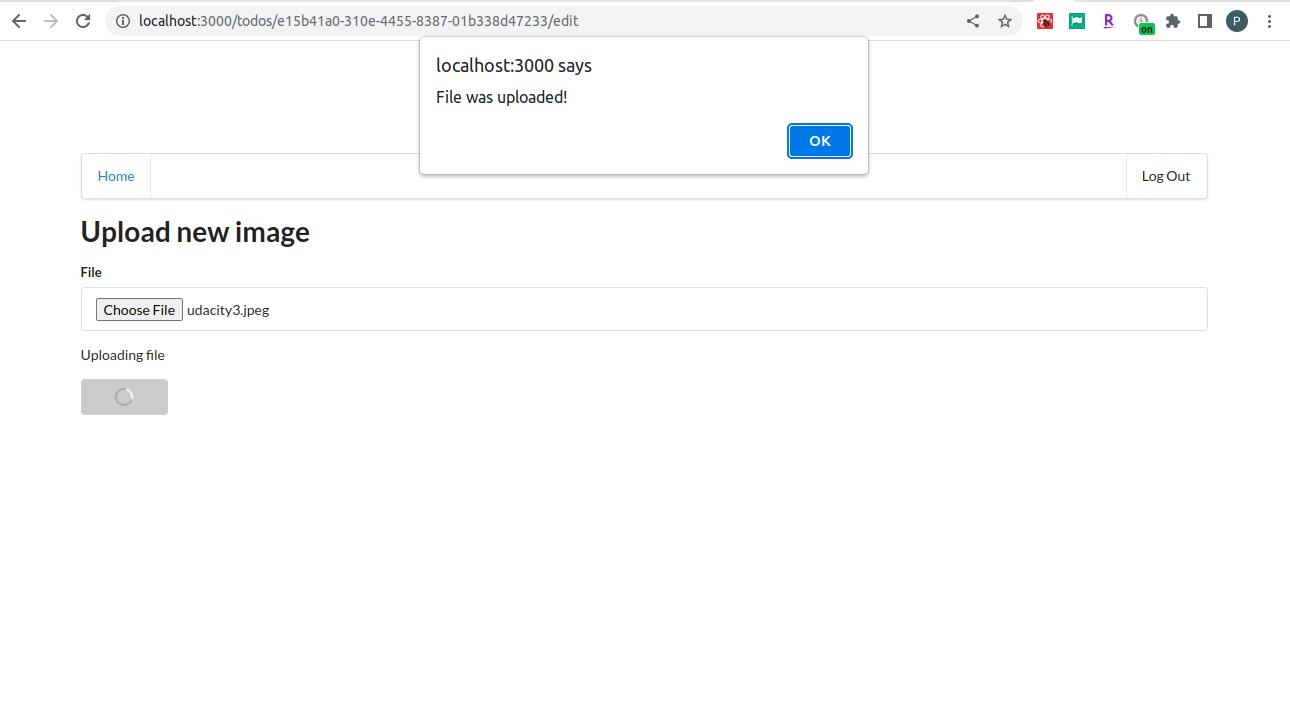 localhost:3000/todos/e15b41a0-310e-4455-8387-01b338d47233/edit
R
on
P
localhost:3000 says
File was uploaded!
OK
Home
Log Out
Upload new image
File
Choose File udacity3.jpeg
Uploading file